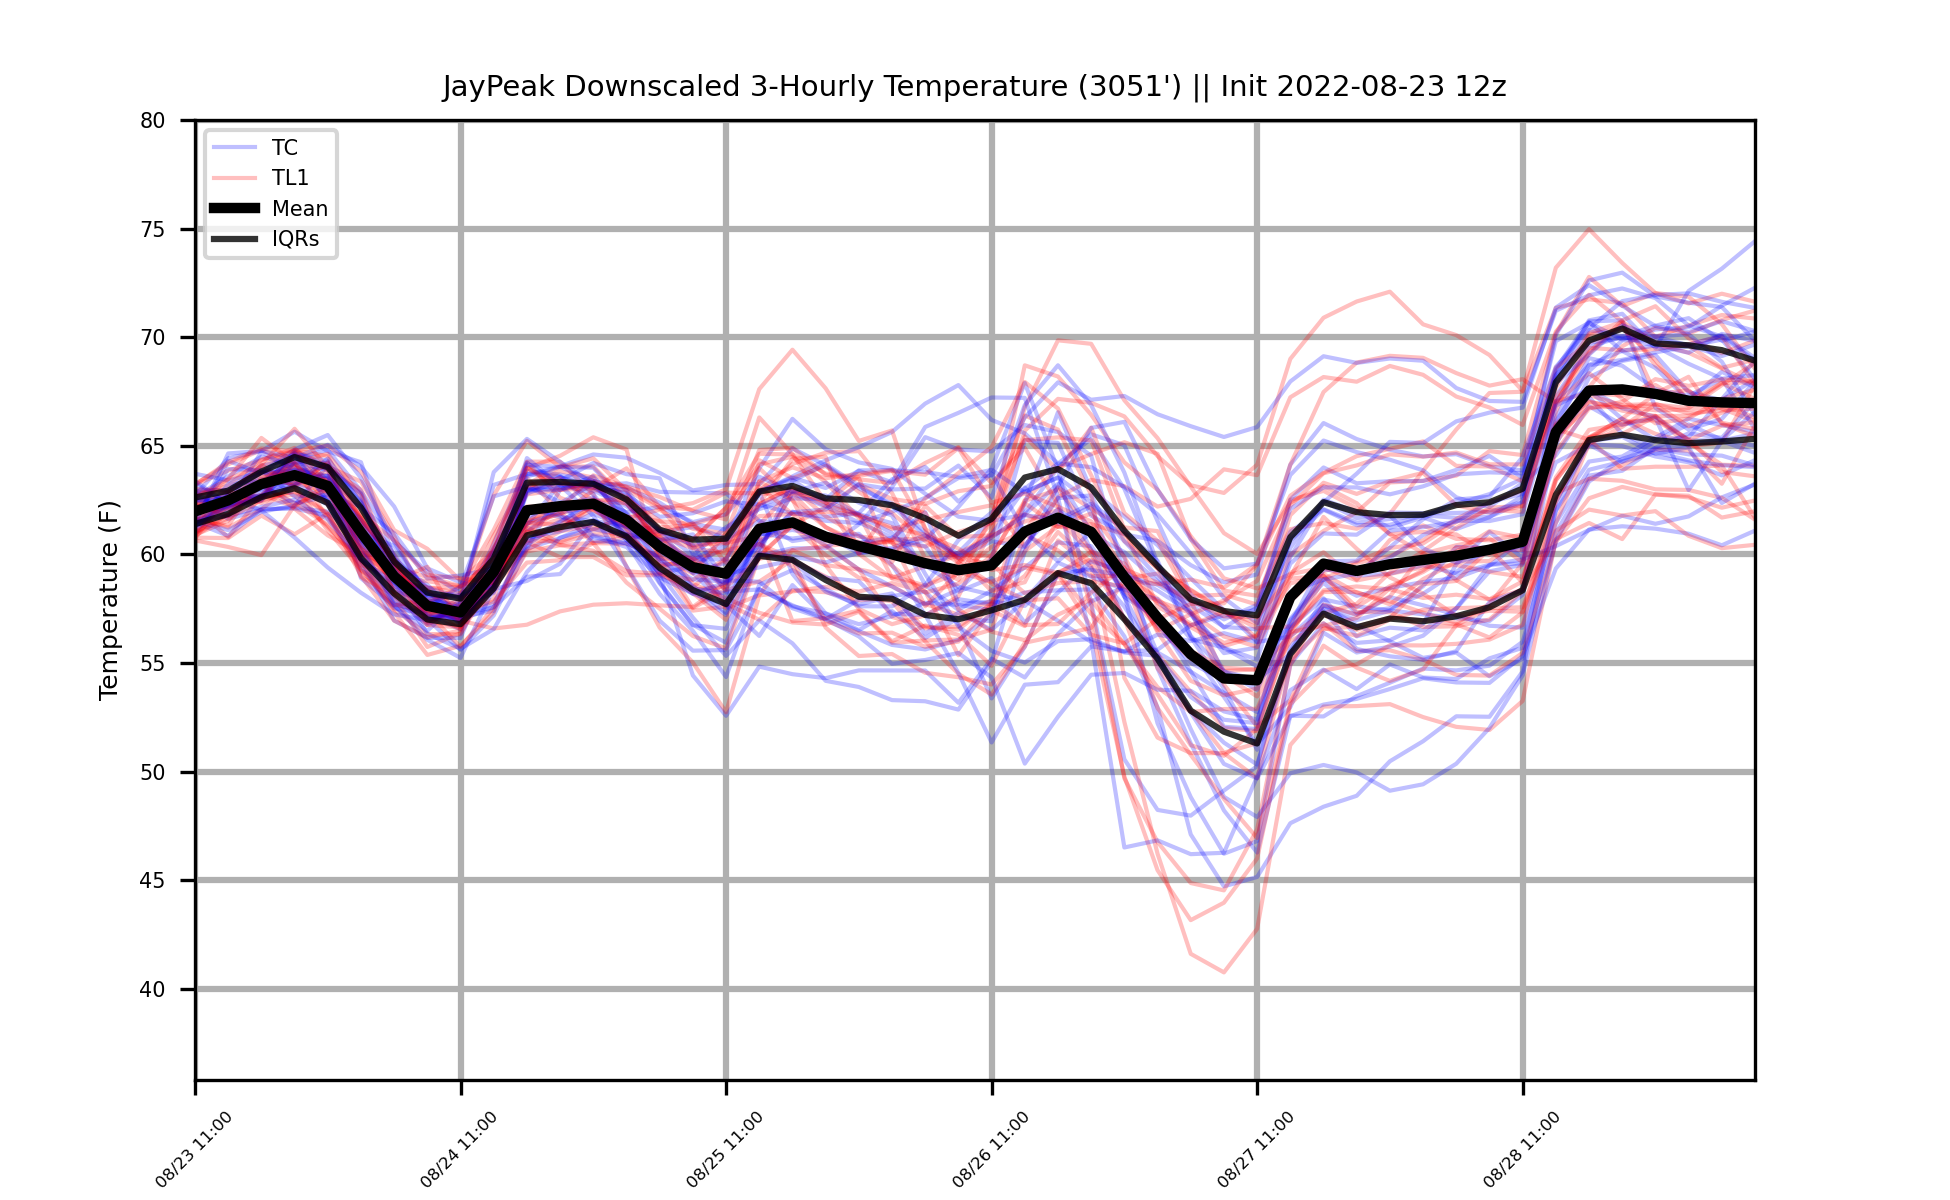 JayPeak Downscaled 3-Hourly Temperature (3051') || Init 2022-08-23 12z
TC
TL1
Mean
IQRs
Temperature (F)
80
75
70
65
60
55
50
45
40
08/23 11:00
08/24 11:00
08/25 11:00
08/26 11:00
08/27 11:00
08/28 11:00